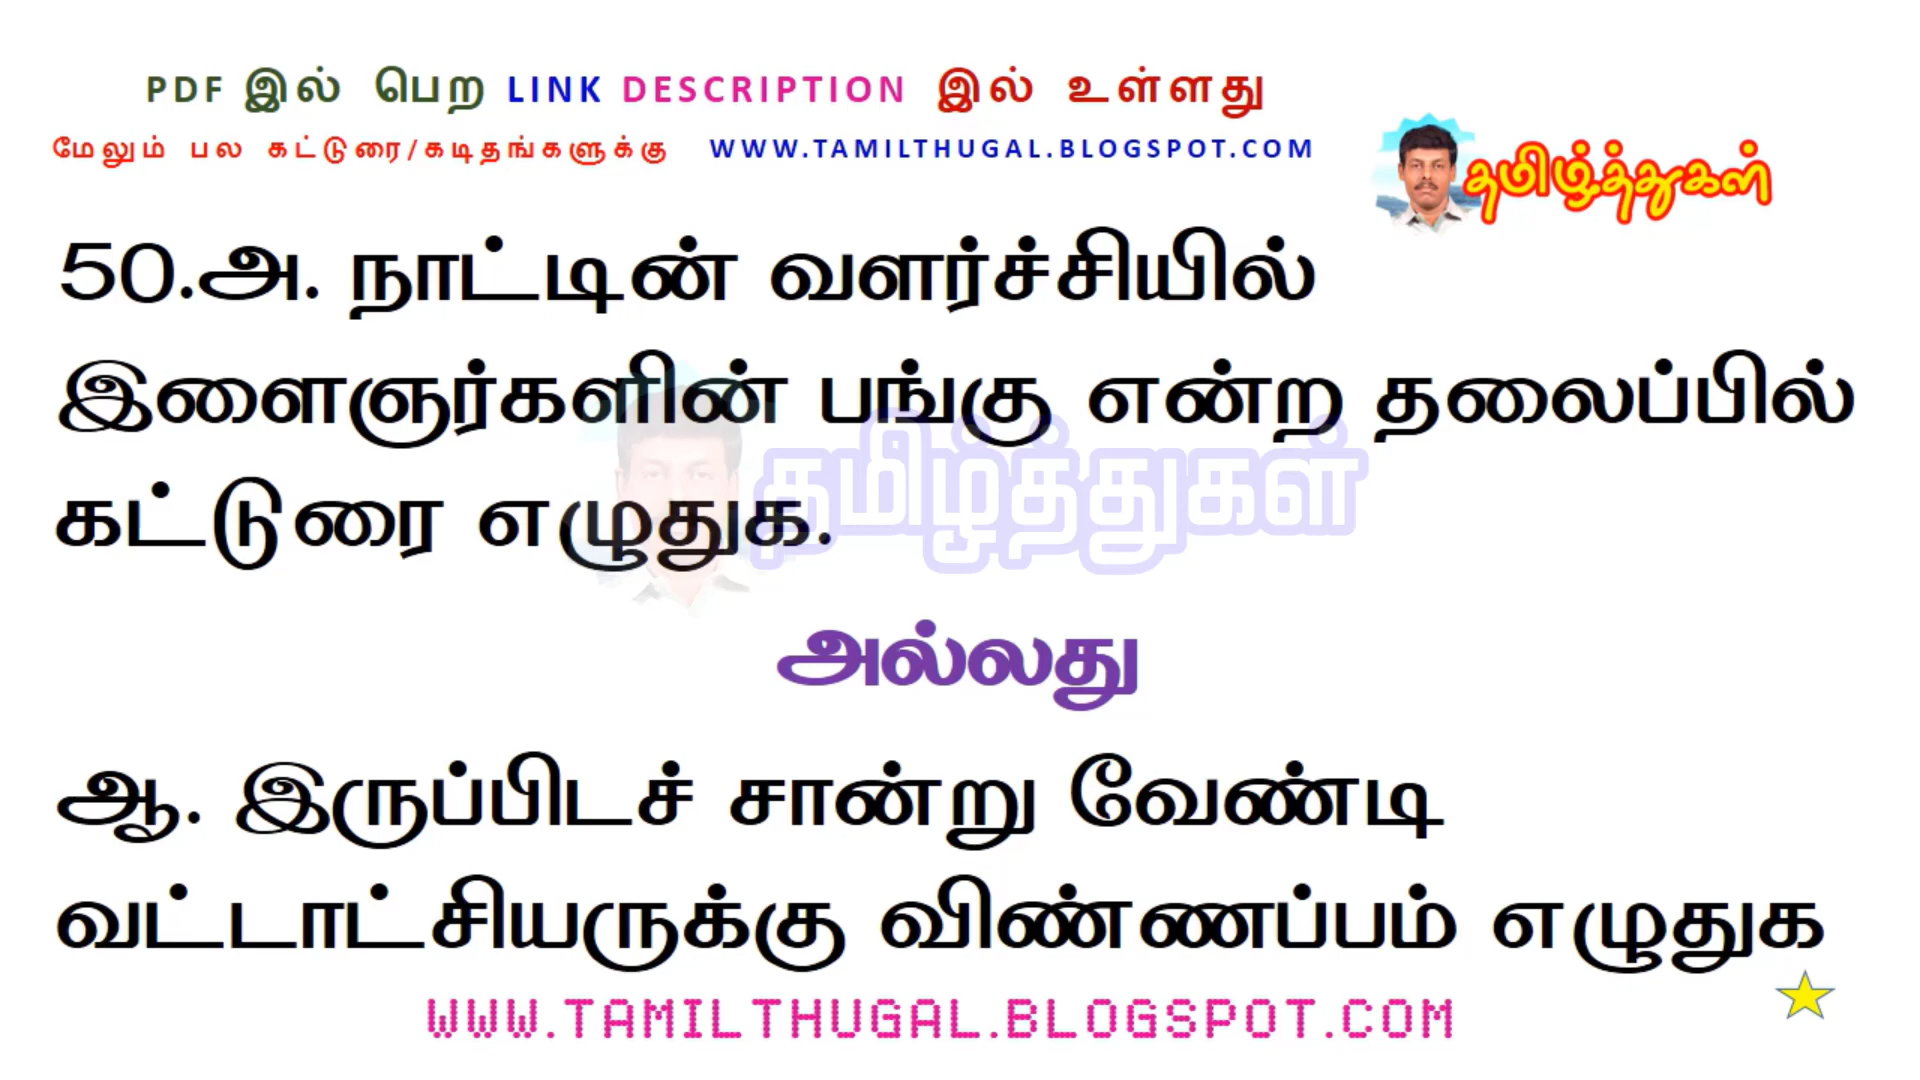 PDF இல் பெற LINK DESCRIPTION இல் உள்ளது
மேலும் பல கட்டுரை/கடிதங்களுக்கு WWW.TAMILTHUGAL.BLOGSPOT.COM
தமிழ்த்துகள்
50.அ. நாட்டின் வளர்ச்சியில்
இளைஞர்களின் பங்கு என்ற தலைப்பில்
கட்டுரை எழுதுக.
தமிழ்த்துகள்
அல்லது
ஆ. இருப்பிடச் சான்று வேண்டி
வட்டாட்சியருக்கு விண்ணப்பம் எழுதுக
WWW.TAMILTHUGAL.BLOGSPOT.COM